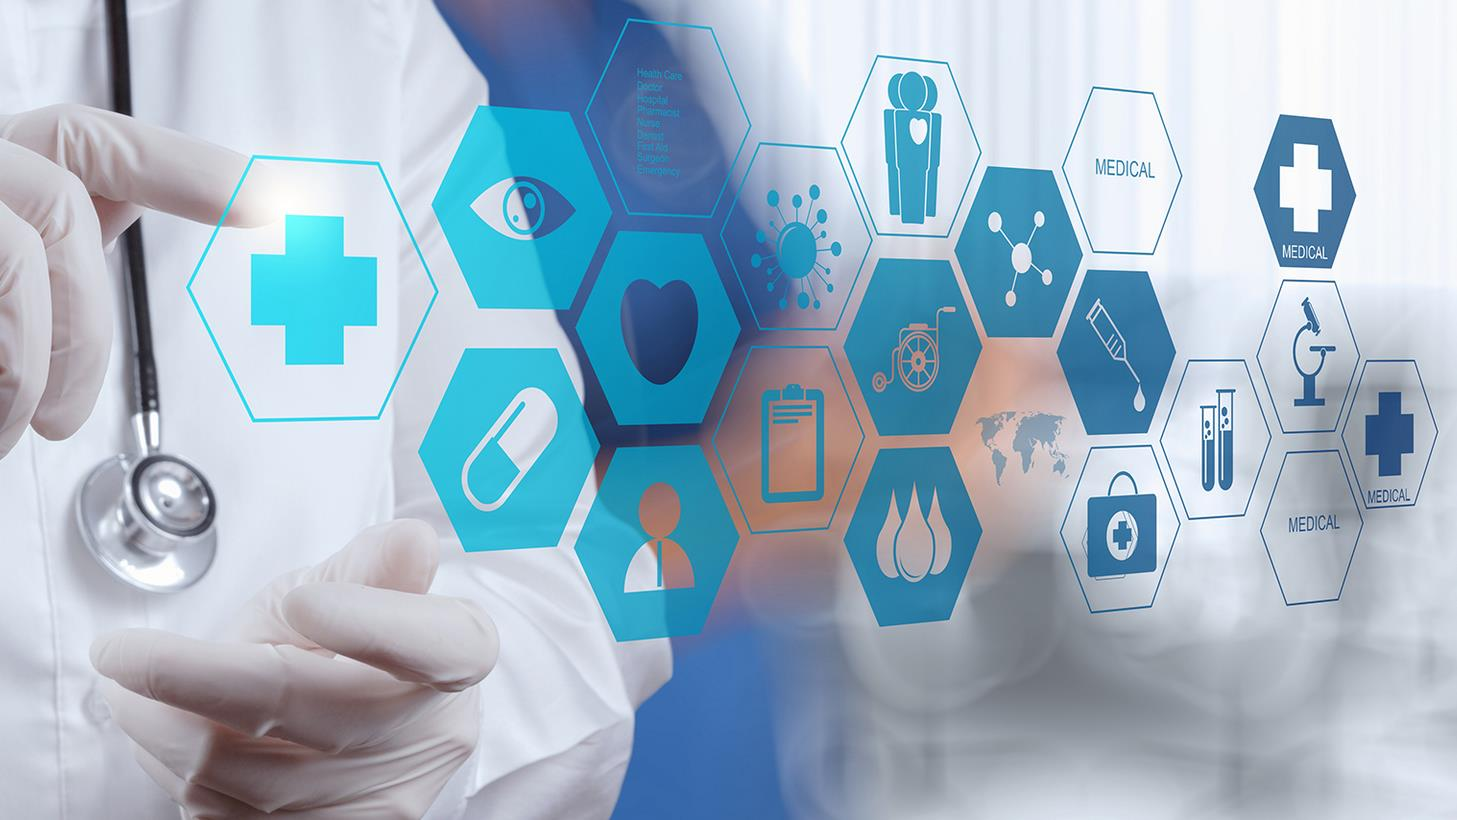 Health Care
Doctor
Hospital
Pharmacist
Nurse
Dentist
First Aid
Surgeon
Emergency
MEDICAL
MEDICAL
MEDICAL
MEDICAL